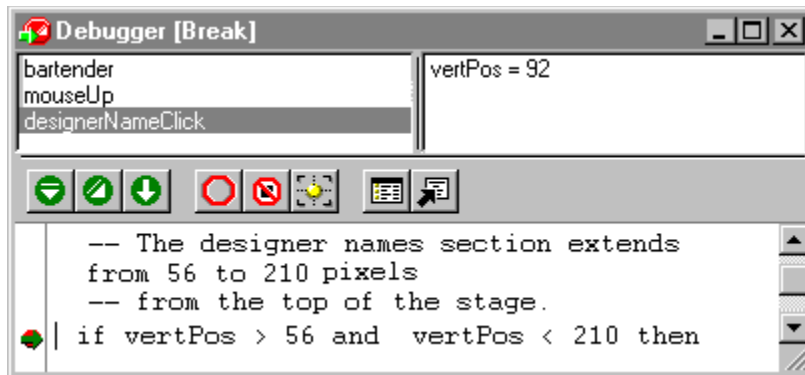 Debugger [Break]
bartender
mouseUp
designerNameClick
vertPos = 92
-- The designer names section extends
from 56 to 210 pixels
-- from the top of the stage.
if vertPos > 56 and  vertPos < 210 then